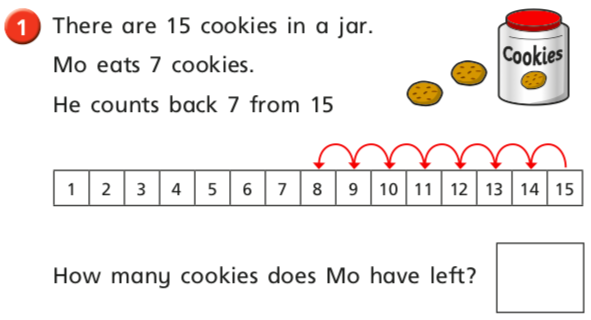 1 There are 15 cookies in a jar.
Mo eats 7 cookies.
He counts back 7 from 15
Cookies
1 2 3 4 5 6 7 8 9 10 11 12 13 14 15
How many cookies does Mo have left?